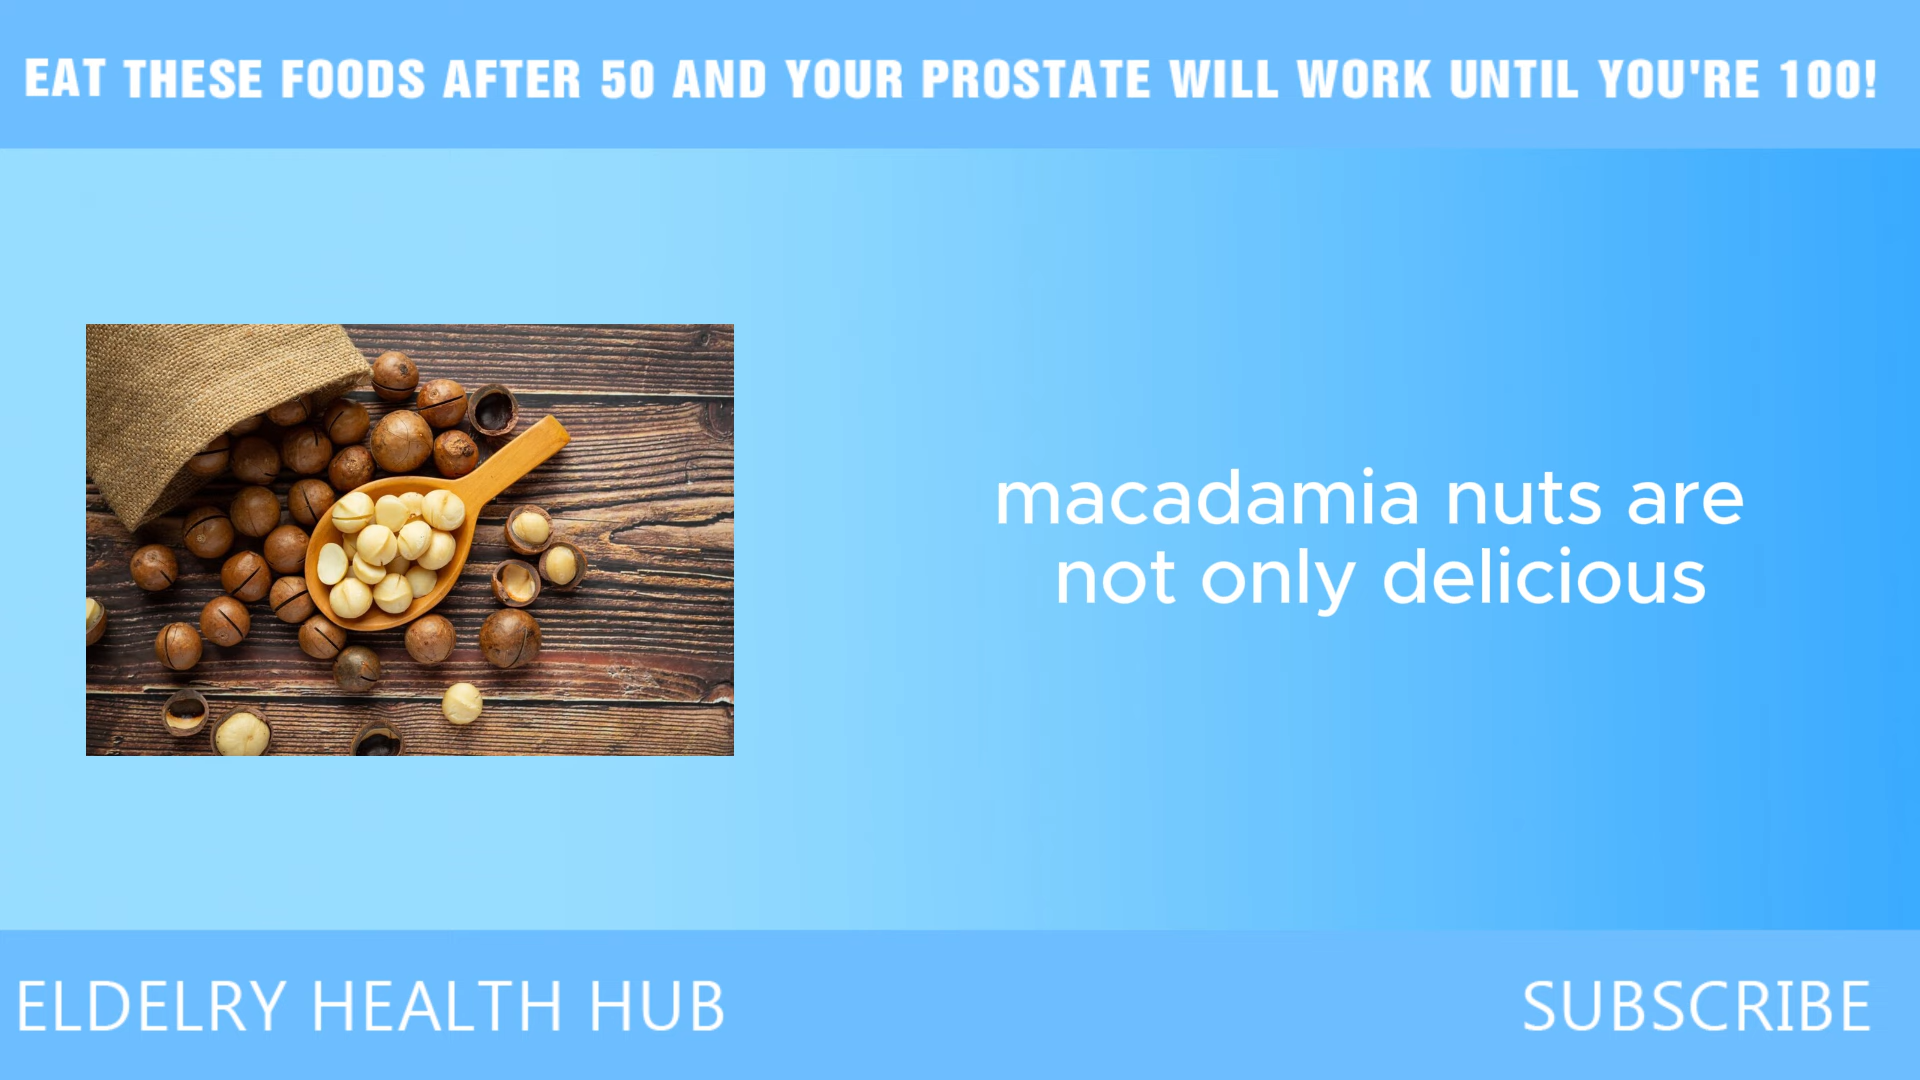 EAT THESE FOODS AFTER 50 AND YOUR PROSTATE WILL WORK UNTIL YOU'RE 100!
macadamia nuts are
not only delicious
ELDELRY HEALTH HUB
SUBSCRIBE